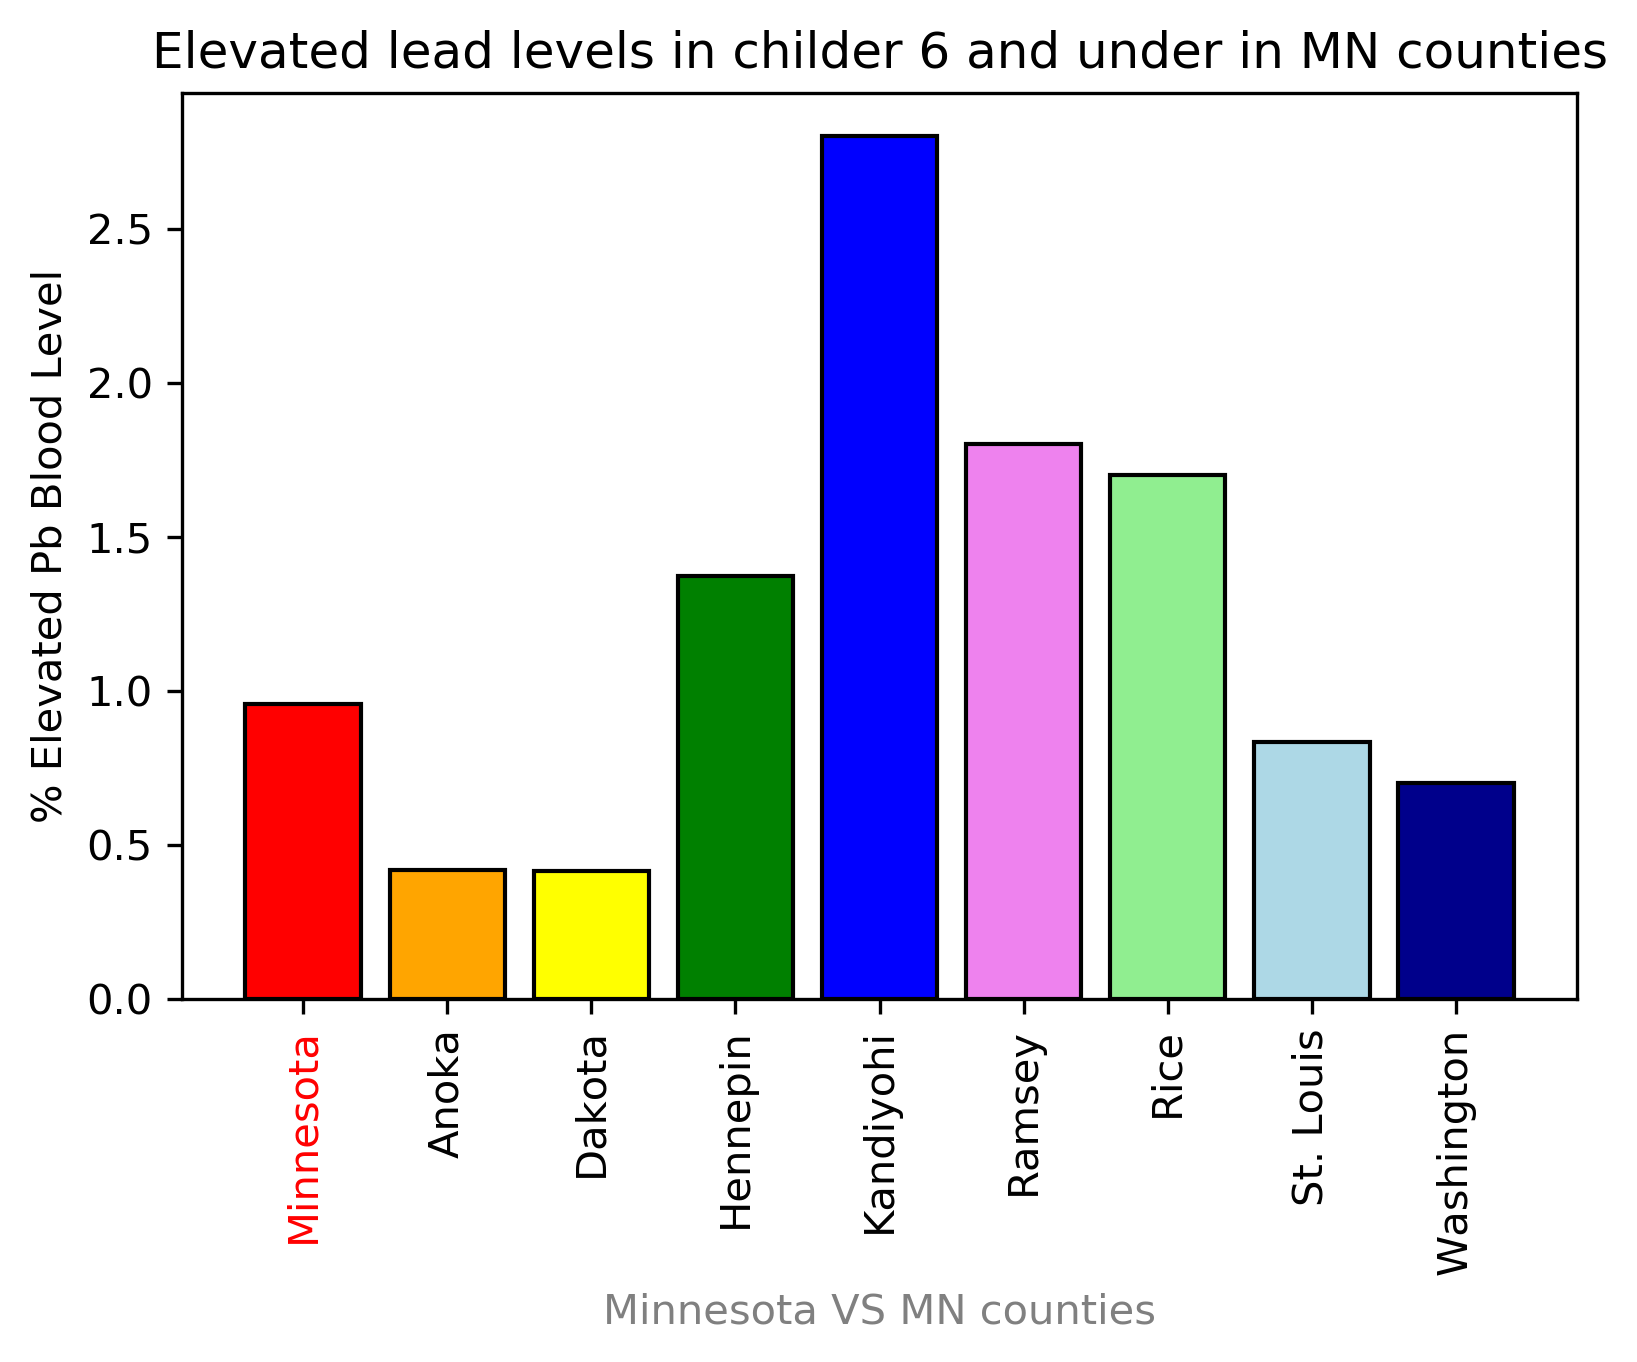 Elevated lead levels in childer 6 and under in MN counties
% Elevated Pb Blood Level
2.5
2.0
1.5
1.0
0.5
0.0
Minnesota
Anoka
Dakota
Hennepin
Kandiyohi
Ramsey
Rice
St. Louis
Washington
Minnesota VS MN counties